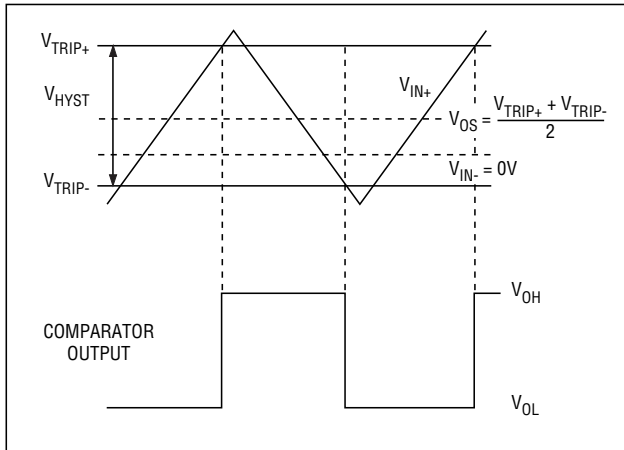 V_TRIP+
V_HYST
V_IN+
V_OS = (V_TRIP+ + V_TRIP-)/2
V_IN- = 0V
V_TRIP-
V_OH
COMPARATOR
OUTPUT
V_OL